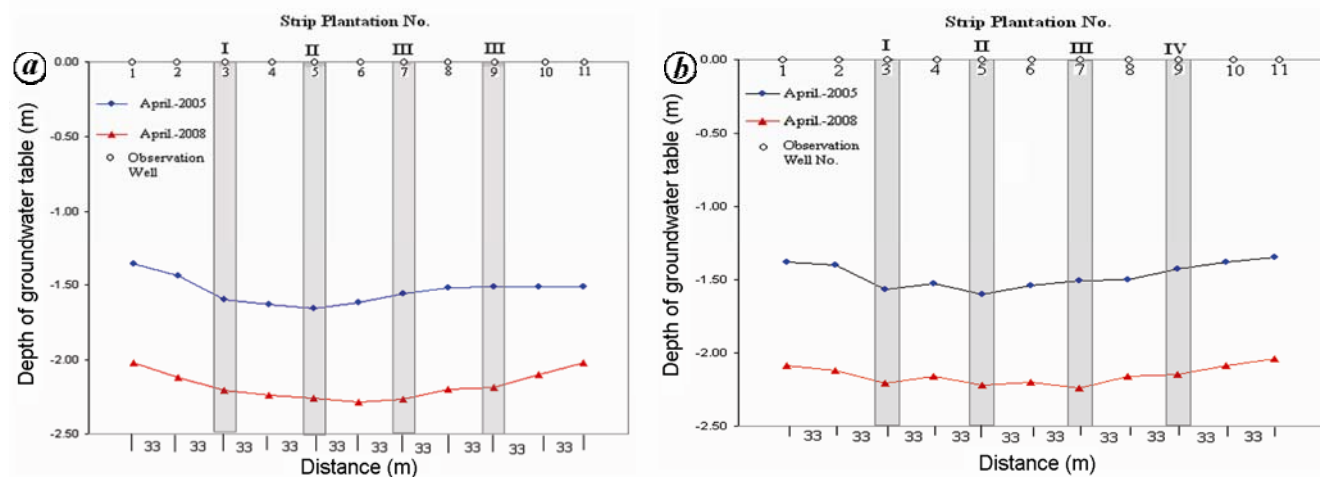 Strip Plantation No.
a
I II III III
0.00
1 2 3 4 5 6 7 8 9 10 11
April.-2005
April.-2008
Observation
Well
-0.50
-1.00
-1.50
-2.00
-2.50
Depth of groundwater table (m)
33 33 33 33 33 33 33 33 33 33
Distance (m)
Strip Plantation No.
b
I II III IV
0.00
1 2 3 4 5 6 7 8 9 10 11
April.-2005
April.-2008
Observation
Well No.
-0.50
-1.00
-1.50
-2.00
-2.50
Depth of groundwater table (m)
33 33 33 33 33 33 33 33 33 33
Distance (m)